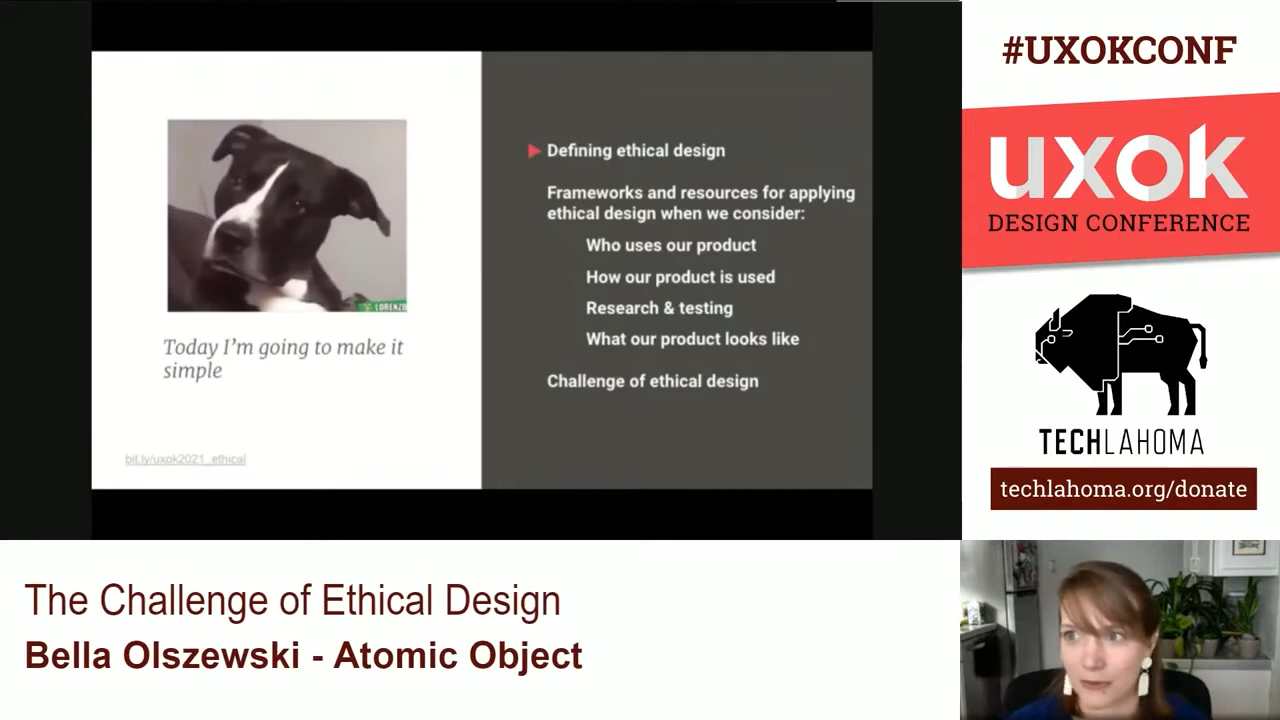 #UXOKCONF
uxok
DESIGN CONFERENCE
TECHLAHOMA
techlahoma.org/donate
Defining ethical design
Frameworks and resources for applying
ethical design when we consider:
Who uses our product
How our product is used
Research & testing
What our product looks like
Challenge of ethical design
LORENZO
Today I'm going to make it
simple
bit.ly/uxok2021_ethical
The Challenge of Ethical Design
Bella Olszewski - Atomic Object